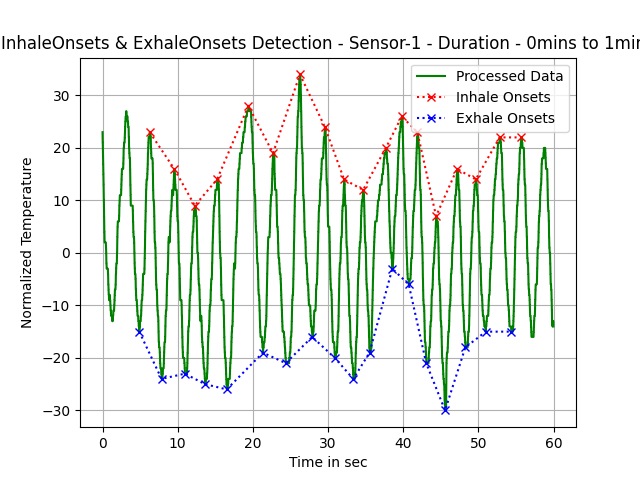 InhaleOnsets & ExhaleOnsets Detection - Sensor-1 - Duration - 0mins to 1min
Processed Data
Inhale Onsets
Exhale Onsets
30
20
10
0
−10
−20
−30
Normalized Temperature
0 10 20 30 40 50 60
Time in sec